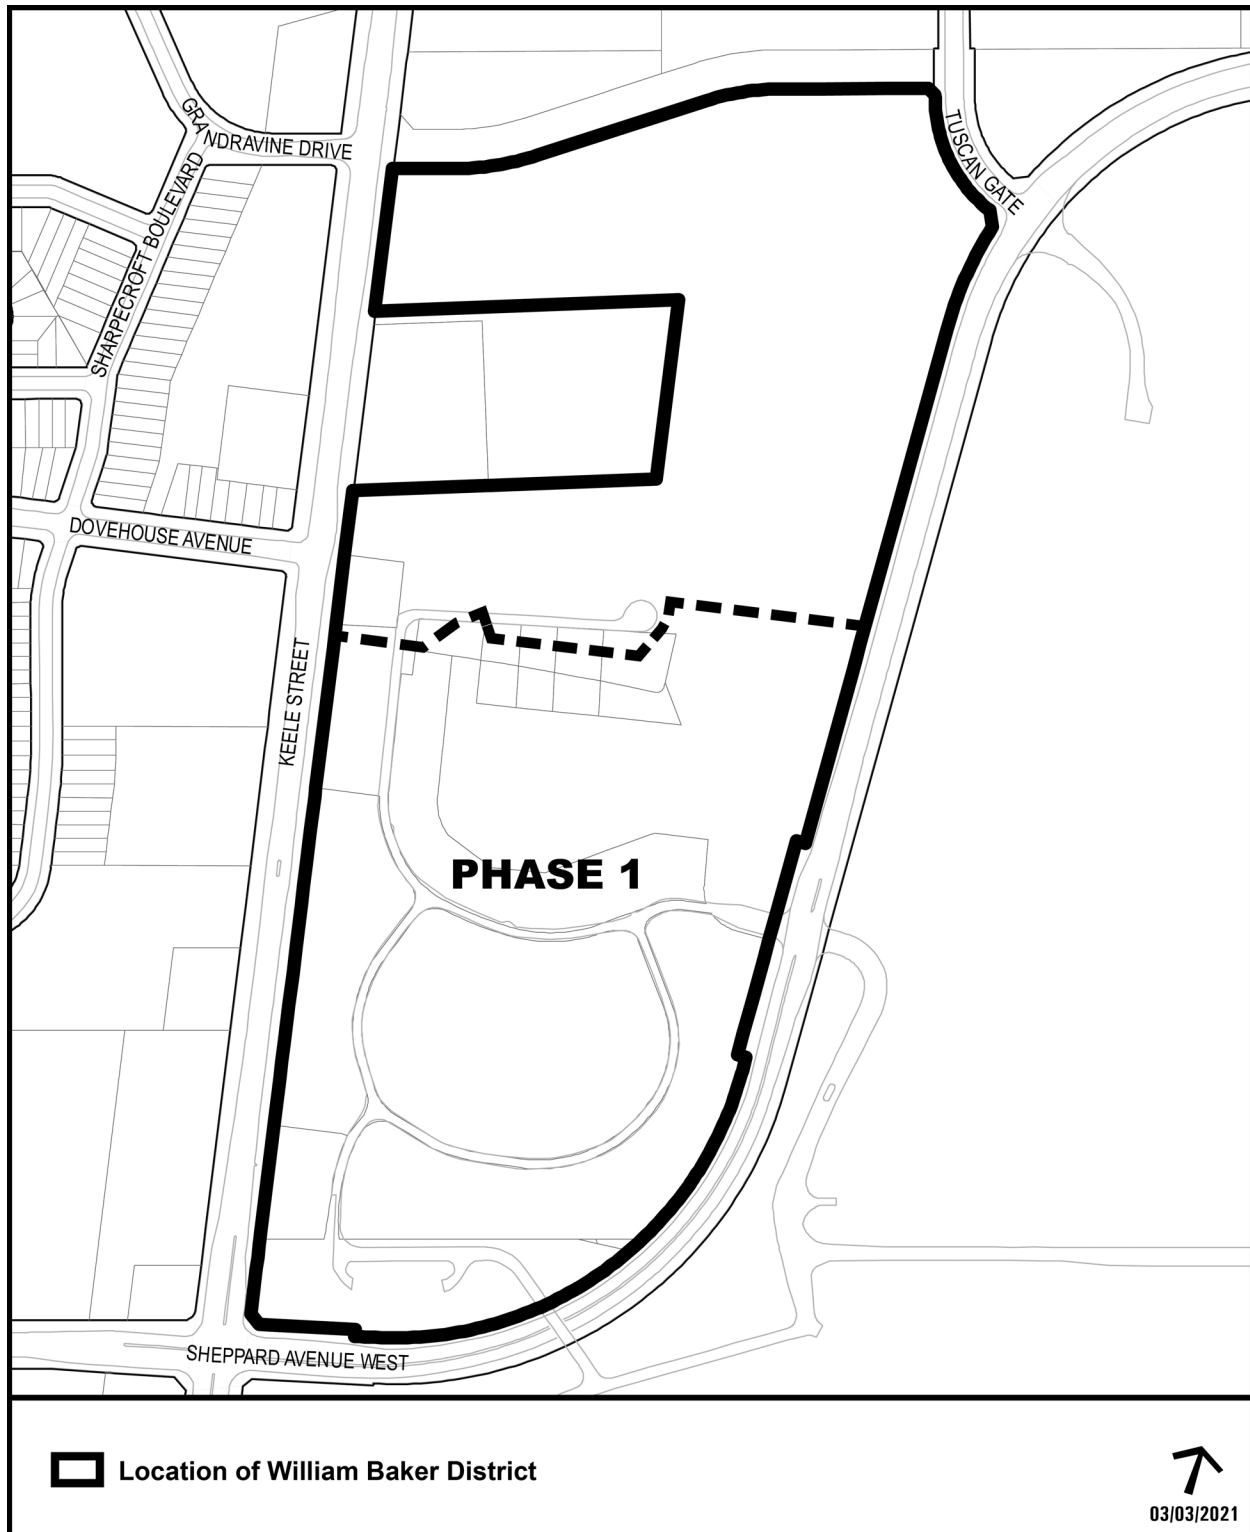 GRANDRAVINE DRIVE
TUSCAN GATE
SHARPECROFT BOULEVARD
DOVEHOUSE AVENUE
KEELE STREET
PHASE 1
SHEPPARD AVENUE WEST
Location of William Baker District
03/03/2021